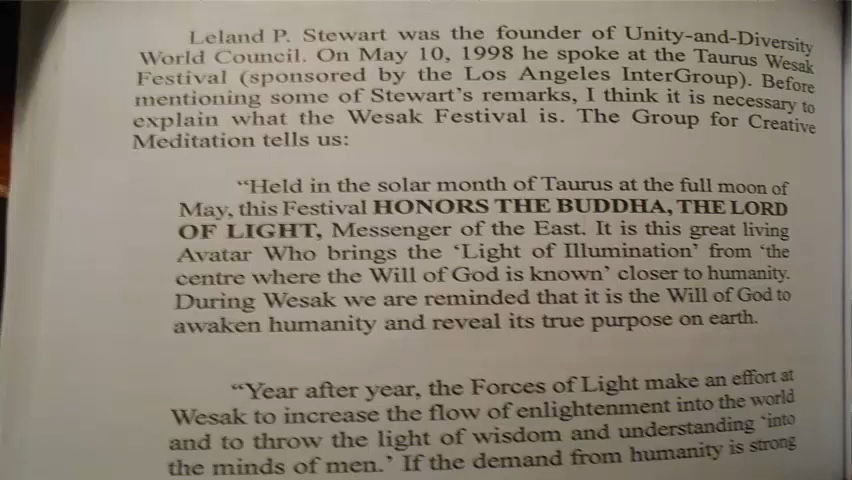 Leland P. Stewart was the founder of Unity-and-Diversity
World Council. On May 10, 1998 he spoke at the Taurus Wesak
Festival (sponsored by the Los Angeles InterGroup). Before
mentioning some of Stewart's remarks, I think it is necessary to
explain what the Wesak Festival is. The Group for Creative
Meditation tells us:
“Held in the solar month of Taurus at the full moon of
May, this Festival HONORS THE BUDDHA, THE LORD
OF LIGHT, Messenger of the East. It is this great living
Avatar Who brings the ‘Light of Illumination’ from ‘the
centre where the Will of God is known’ closer to humanity.
During Wesak we are reminded that it is the Will of God to
awaken humanity and reveal its true purpose on earth.
“Year after year, the Forces of Light make an effort at
Wesak to increase the flow of enlightenment into the world
and to throw the light of wisdom and understanding ‘into
the minds of men.’ If the demand from humanity is strong